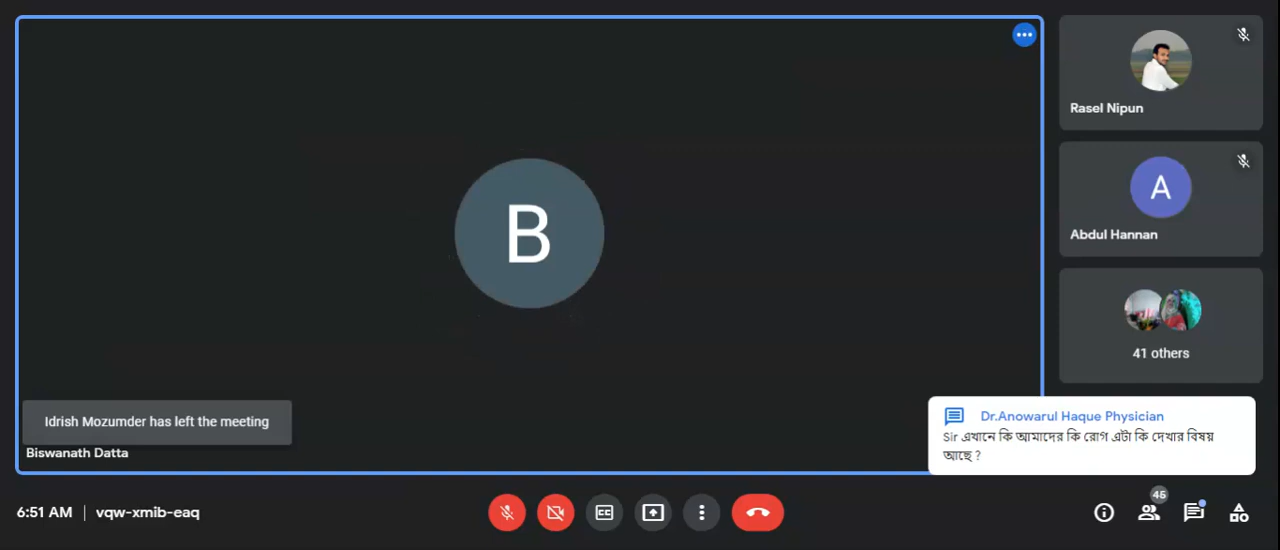 B
Idrish Mozumder has left the meeting
Biswanath Datta
Rasel Nipun
A
Abdul Hannan
41 others
Dr.Anowarul Haque Physician
Sir এখানে কি আমাদের কি রোগ এটা কি দেখার বিষয়
আছে ?
6:51 AM | vqw-xmib-eaq
CC
45